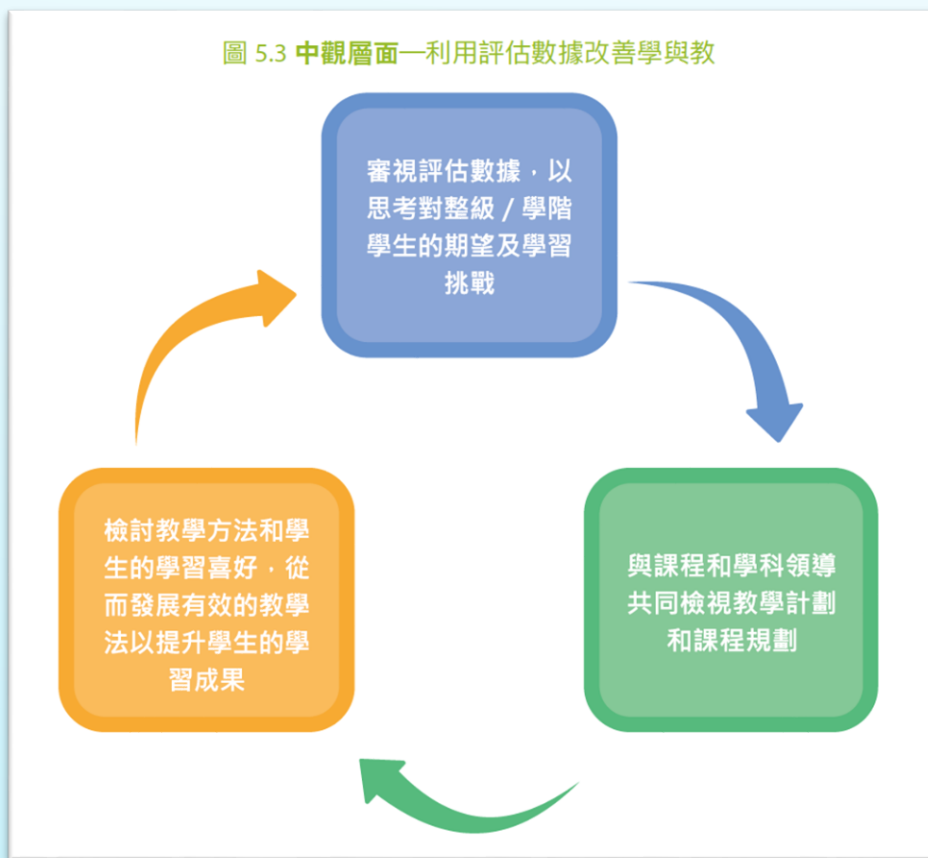 圖 5.3 中觀層面—利用評估數據改善學與教
審視評估數據，以
思考對整級 / 學階
學生的期望及學習
挑戰
與課程和學科領導
共同檢視教學計劃
和課程規劃
檢討教學方法和學
生的學習喜好，從
而發展有效的教學
法以提升學生的學
習成果